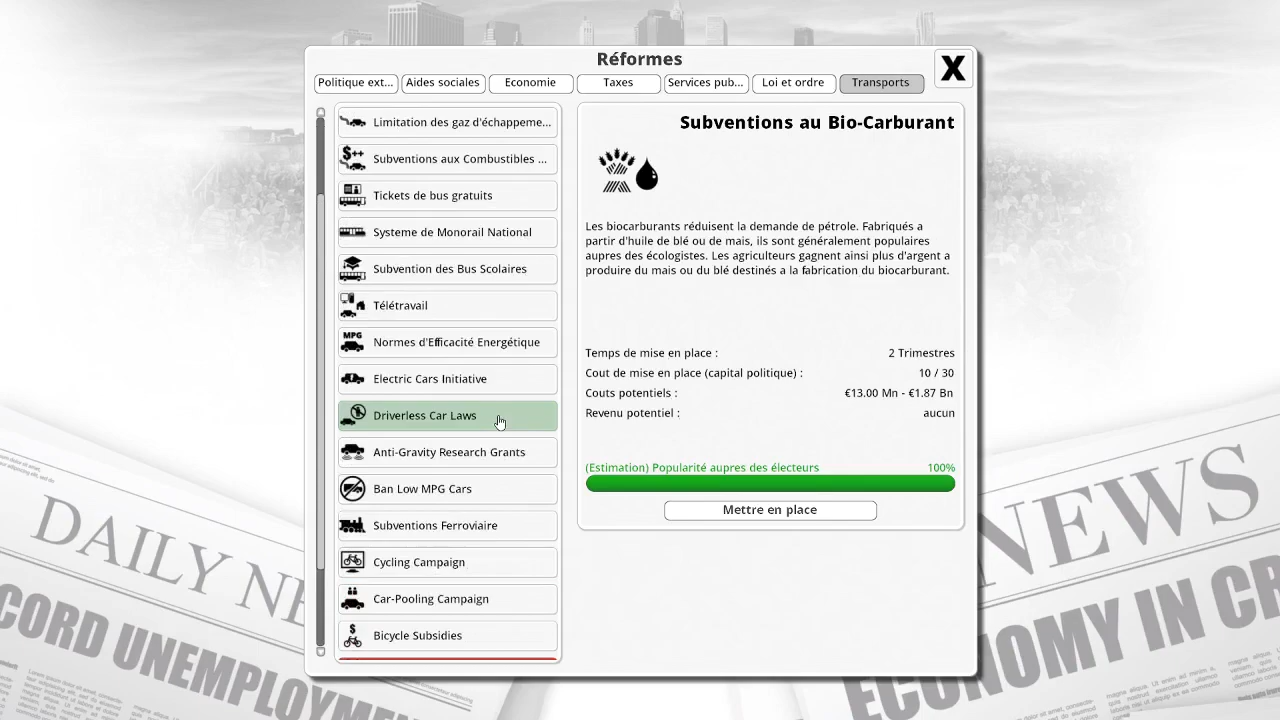 Réformes
X
Politique ext...
Aides sociales
Economie
Taxes
Services pub...
Loi et ordre
Transports
Limitation des gaz d'échappeme...
Subventions aux Combustibles ...
Tickets de bus gratuits
Systeme de Monorail National
Subvention des Bus Scolaires
Télétravail
MPG
Normes d'Efficacité Energétique
Electric Cars Initiative
Driverless Car Laws
Anti-Gravity Research Grants
Ban Low MPG Cars
Subventions Ferroviaire
Cycling Campaign
Car-Pooling Campaign
Bicycle Subsidies
Subventions au Bio-Carburant
Les biocarburants réduisent la demande de pétrole. Fabriqués a
partir d'huile de blé ou de mais, ils sont généralement populaires
aupres des écologistes. Les agriculteurs gagnent ainsi plus d'argent a
produire du mais ou du blé destinés a la fabrication du biocarburant.
Temps de mise en place : 2 Trimestres
Cout de mise en place (capital politique) : 10 / 30
Couts potentiels : €13.00 Mn - €1.87 Bn
Revenu potentiel : aucun
(Estimation) Popularité aupres des électeurs 100%
Mettre en place
DAILY NE
CORD UNEMPLOYM
NEWS
ECONOMY IN CR